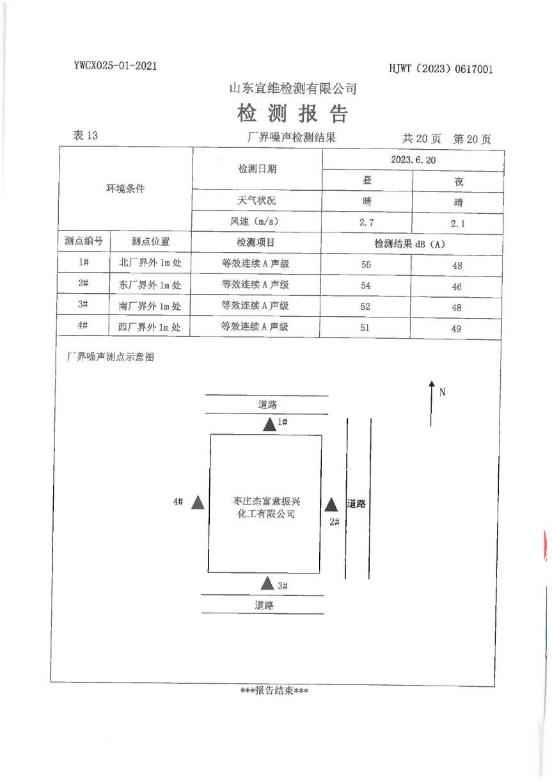 YWCX025-01-2021
HJWT（2023）0617001
山东宜维检测有限公司
检测报告
表 13
厂界噪声检测结果
共 20 页 第 20 页
环境条件
检测日期
2023.6.20
昼 夜
天气状况 晴 晴
风速（m/s） 2.7 2.1
测点编号 测点位置 检测项目 检测结果 dB（A）
1# 北厂界外 1m 处 等效连续 A 声级 56 48
2# 东厂界外 1m 处 等效连续 A 声级 54 46
3# 南厂界外 1m 处 等效连续 A 声级 52 48
4# 西厂界外 1m 处 等效连续 A 声级 51 49
厂界噪声测点示意图
N
道路
1#
4#
枣庄杰富意振兴
化工有限公司
道路
2#
3#
道路
***报告结束***